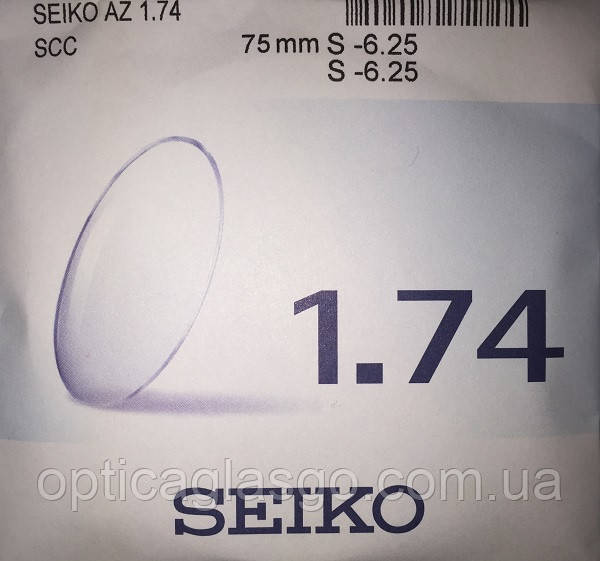 SEIKO AZ 1.74
SCC 75 mm S -6.25
S -6.25
1.74
opticaglasgo.com.ua
SEIKO